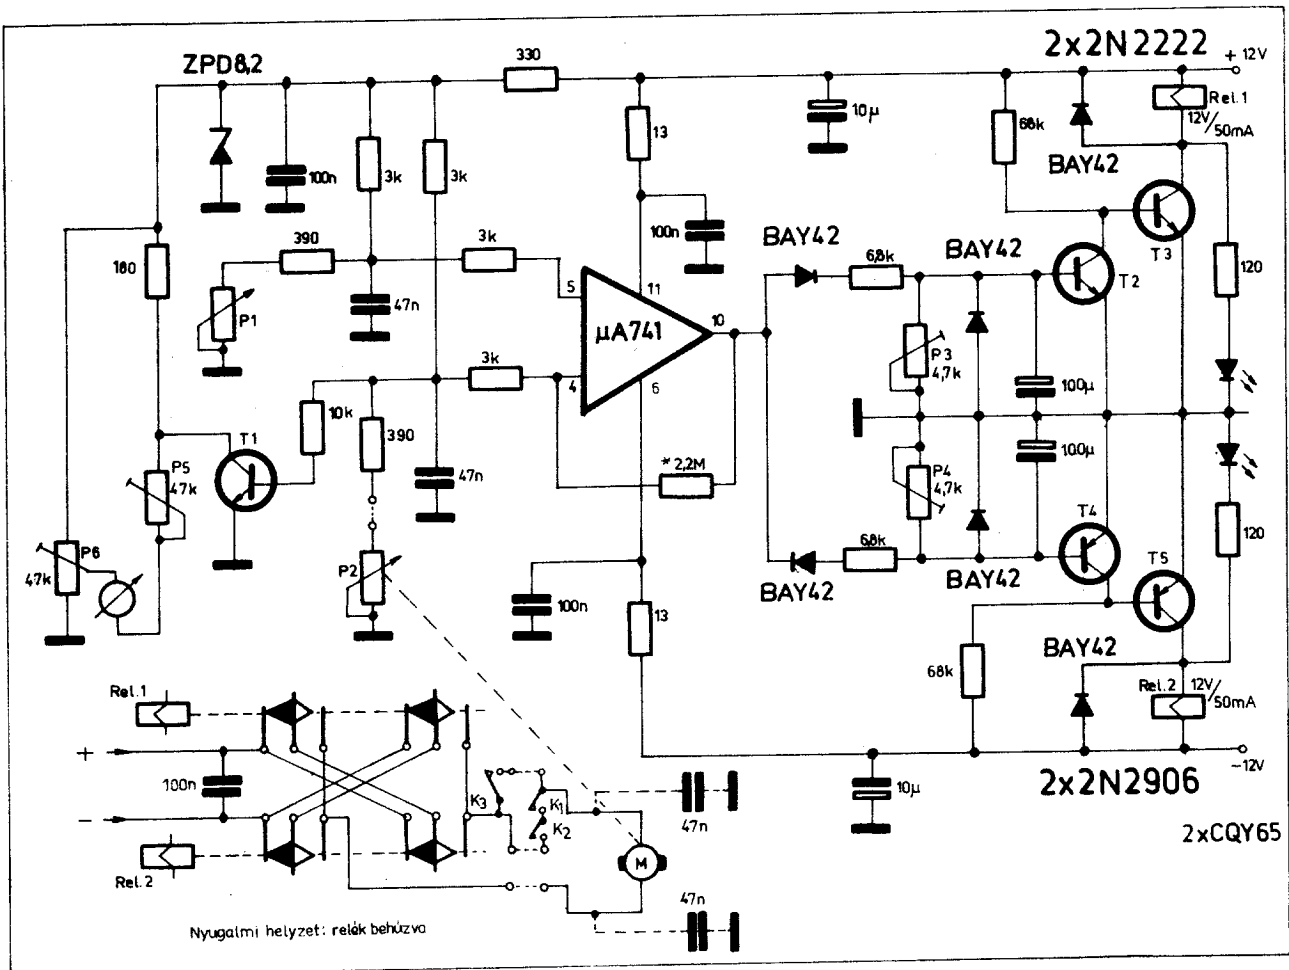 2x2N2222
ZPD8,2
330
+ 12V
Rel.1
12V/
50mA
10µ
68k
13
BAY42
100n
3k
3k
100n
T3
390
3k
BAY42
6,8k
BAY42
T2
120
180
P1
47n
5
11
µA741
10
4
6
3k
P3
4,7k
100µ
10k
390
T1
P5
47k
47n
* 2,2M
P4
4,7k
100µ
T4
120
6,8k
P6
47k
P2
BAY42
BAY42
T5
100n
13
BAY42
68k
Rel.2
12V/
50mA
Rel.1
+
100n
-
K3
K1
K2
47n
10µ
~12V
2x2N2906
2xCQY65
M
Rel.2
47n
Nyugalmi helyzet: relék behúzva